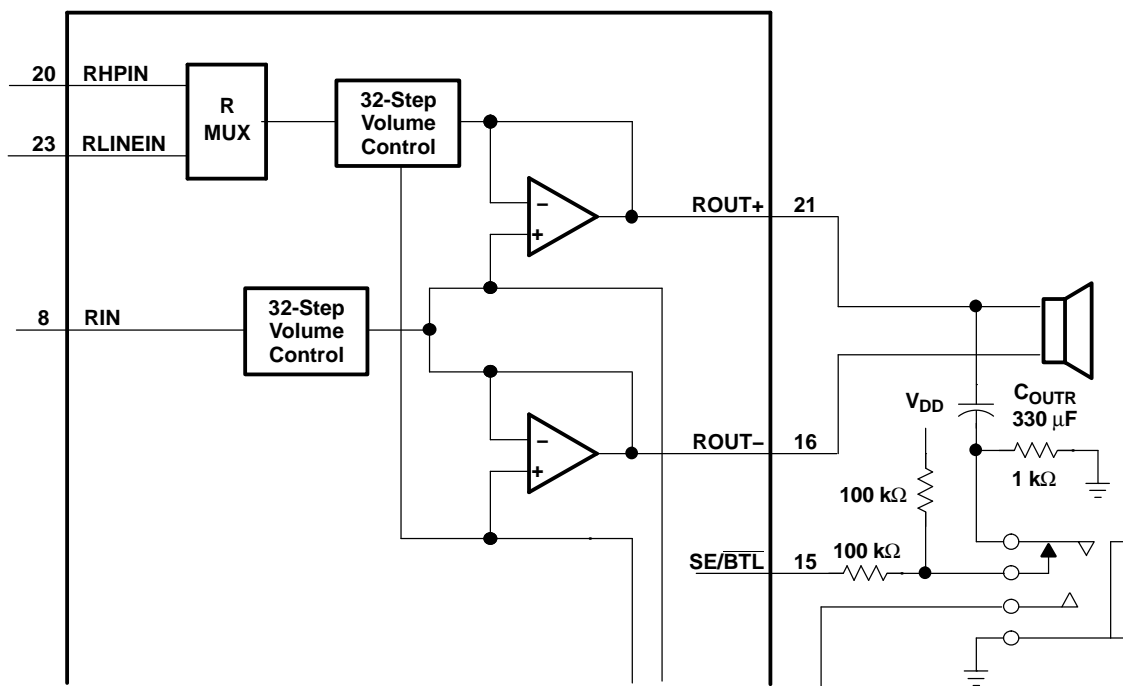 20 RHPIN
R
MUX
32-Step
Volume
Control
23 RLINEIN
–
+
ROUT+ 21
8 RIN
32-Step
Volume
Control
–
+
ROUT– 16
VDD
COUTR
330 μF
1 kΩ
100 kΩ
100 kΩ
SE/BTL 15